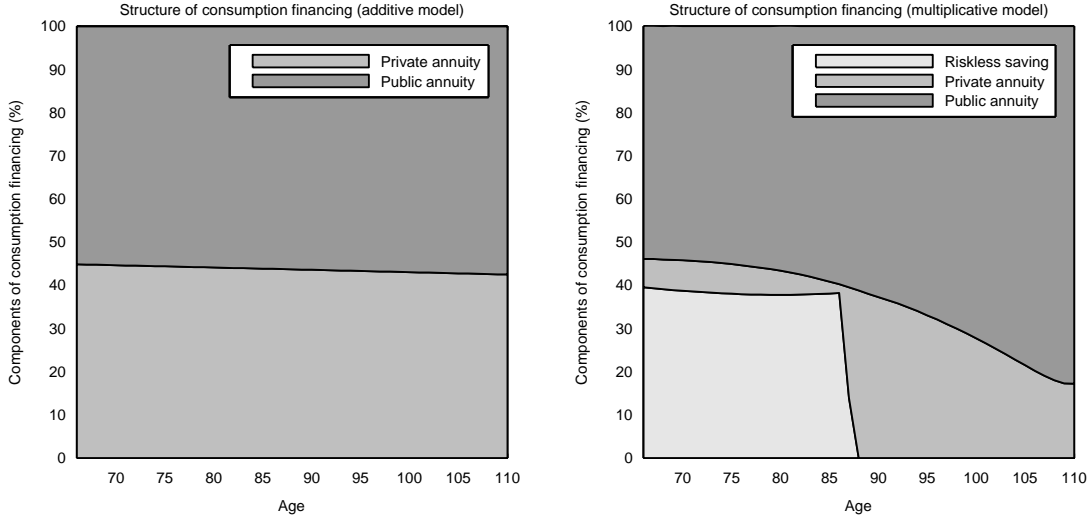 Structure of consumption financing (additive model)
Components of consumption financing (%)
100
90
80
70
60
50
40
30
20
10
0
Private annuity
Public annuity
70 75 80 85 90 95 100 105 110
Age
Structure of consumption financing (multiplicative model)
Components of consumption financing (%)
100
90
80
70
60
50
40
30
20
10
0
Riskless saving
Private annuity
Public annuity
70 75 80 85 90 95 100 105 110
Age